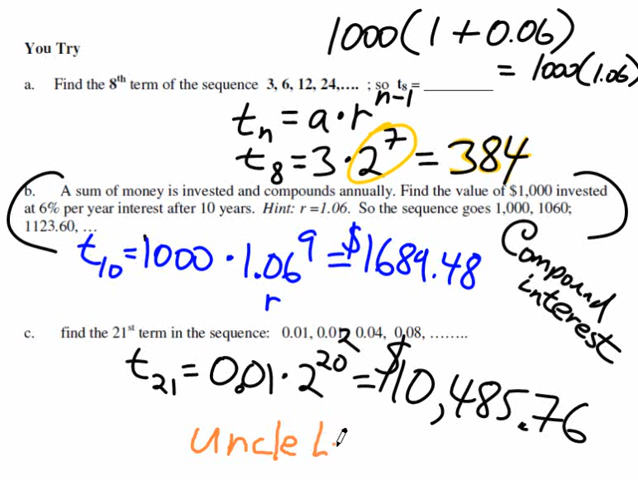 1000(1+0.06)
= 1000(1.06)
You Try
a. Find the 8th term of the sequence 3, 6, 12, 24,…. ; so t8 = ________
tn = a·r^n-1
t8 = 3·2^7 = 384
b. A sum of money is invested and compounds annually. Find the value of $1,000 invested
at 6% per year interest after 10 years. Hint: r =1.06. So the sequence goes 1,000, 1060;
1123.60, …
t10 = 1000 · 1.06^9 = $1689.48
r
Compound
interest
c. find the 21st term in the sequence: 0.01, 0.02 0.04, 0.08, ……..
t21 = 0.01·2^20 = $10,485.76
Uncle L